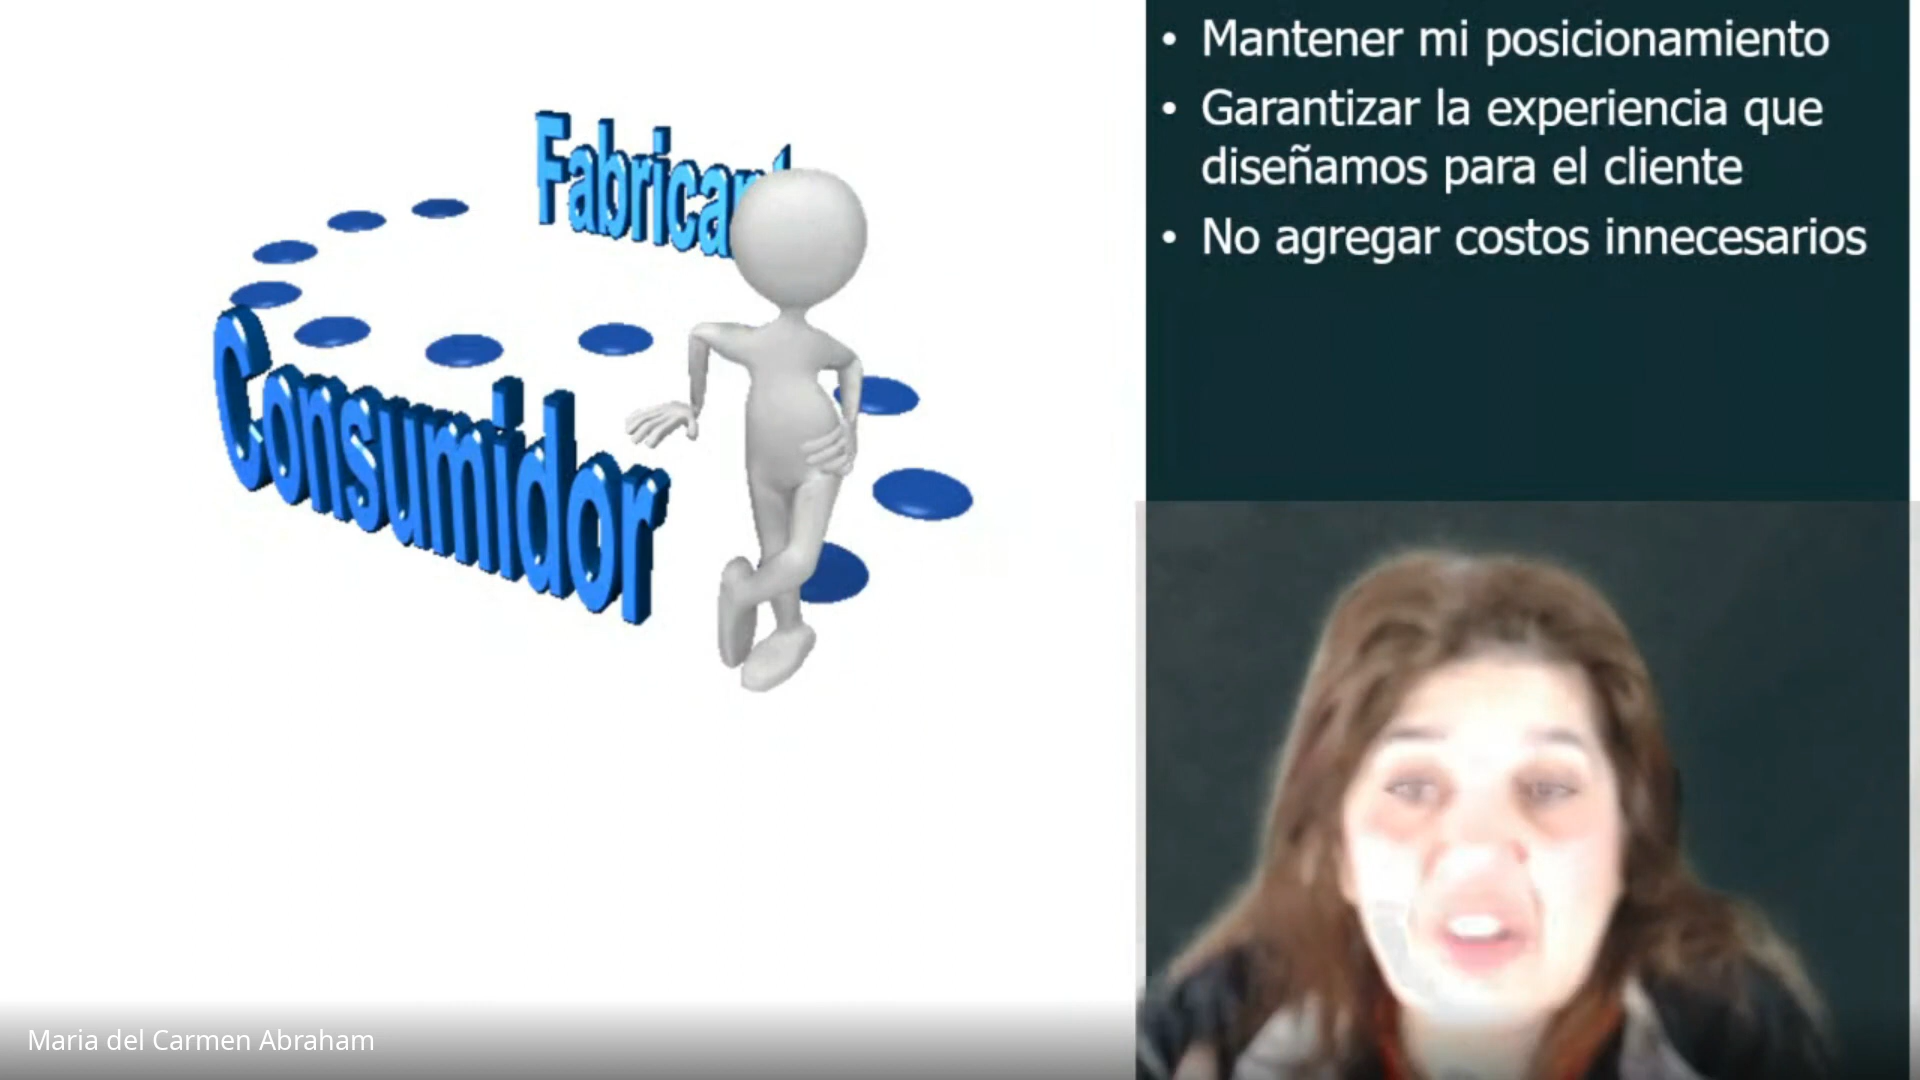 Mantener mi posicionamiento
Garantizar la experiencia que
diseñamos para el cliente
No agregar costos innecesarios
Consumidor
Maria del Carmen Abraham